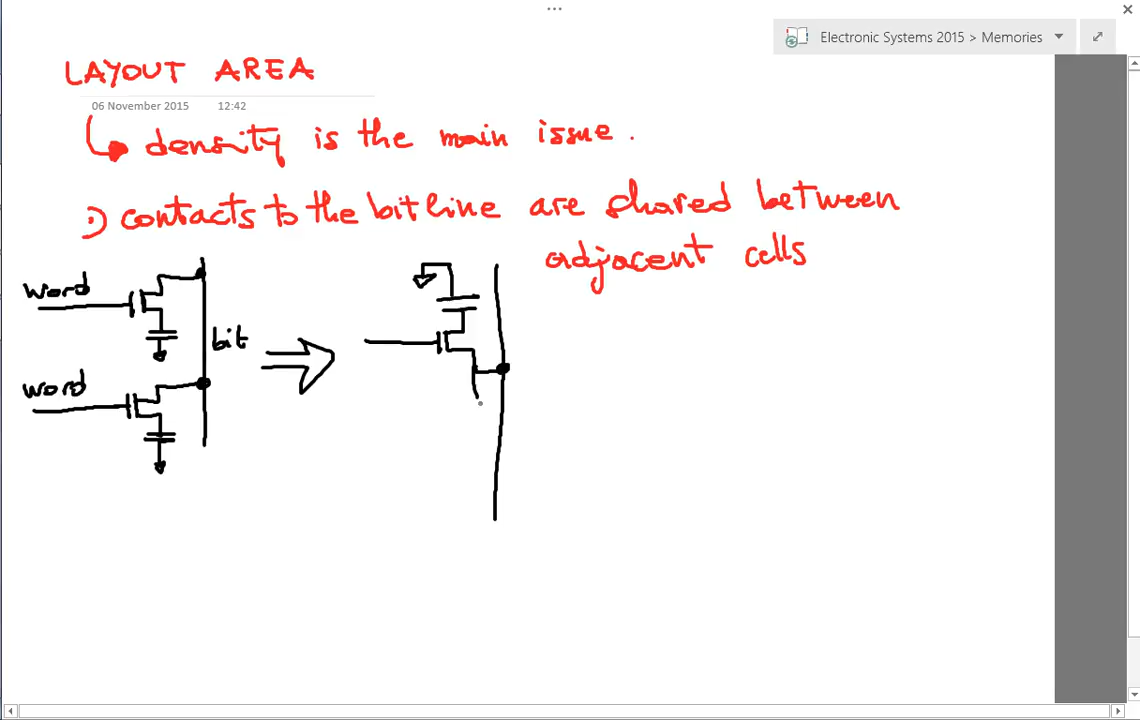 Electronic Systems 2015 > Memories
LAYOUT AREA
06 November 2015 12:42
density is the main issue.
contacts to the bitline are shared between
adjacent cells
word
bit
word